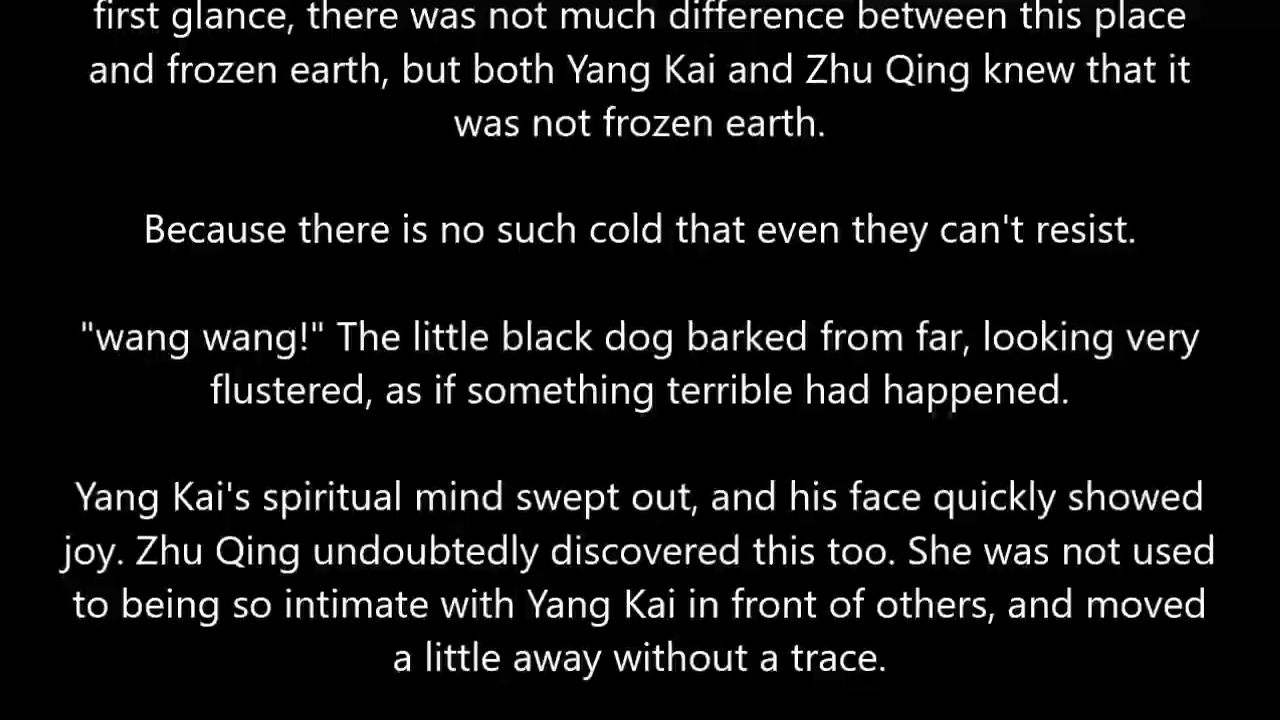 first glance, there was not much difference between this place
and frozen earth, but both Yang Kai and Zhu Qing knew that it
was not frozen earth.
Because there is no such cold that even they can't resist.
"wang wang!" The little black dog barked from far, looking very
flustered, as if something terrible had happened.
Yang Kai's spiritual mind swept out, and his face quickly showed
joy. Zhu Qing undoubtedly discovered this too. She was not used
to being so intimate with Yang Kai in front of others, and moved
a little away without a trace.